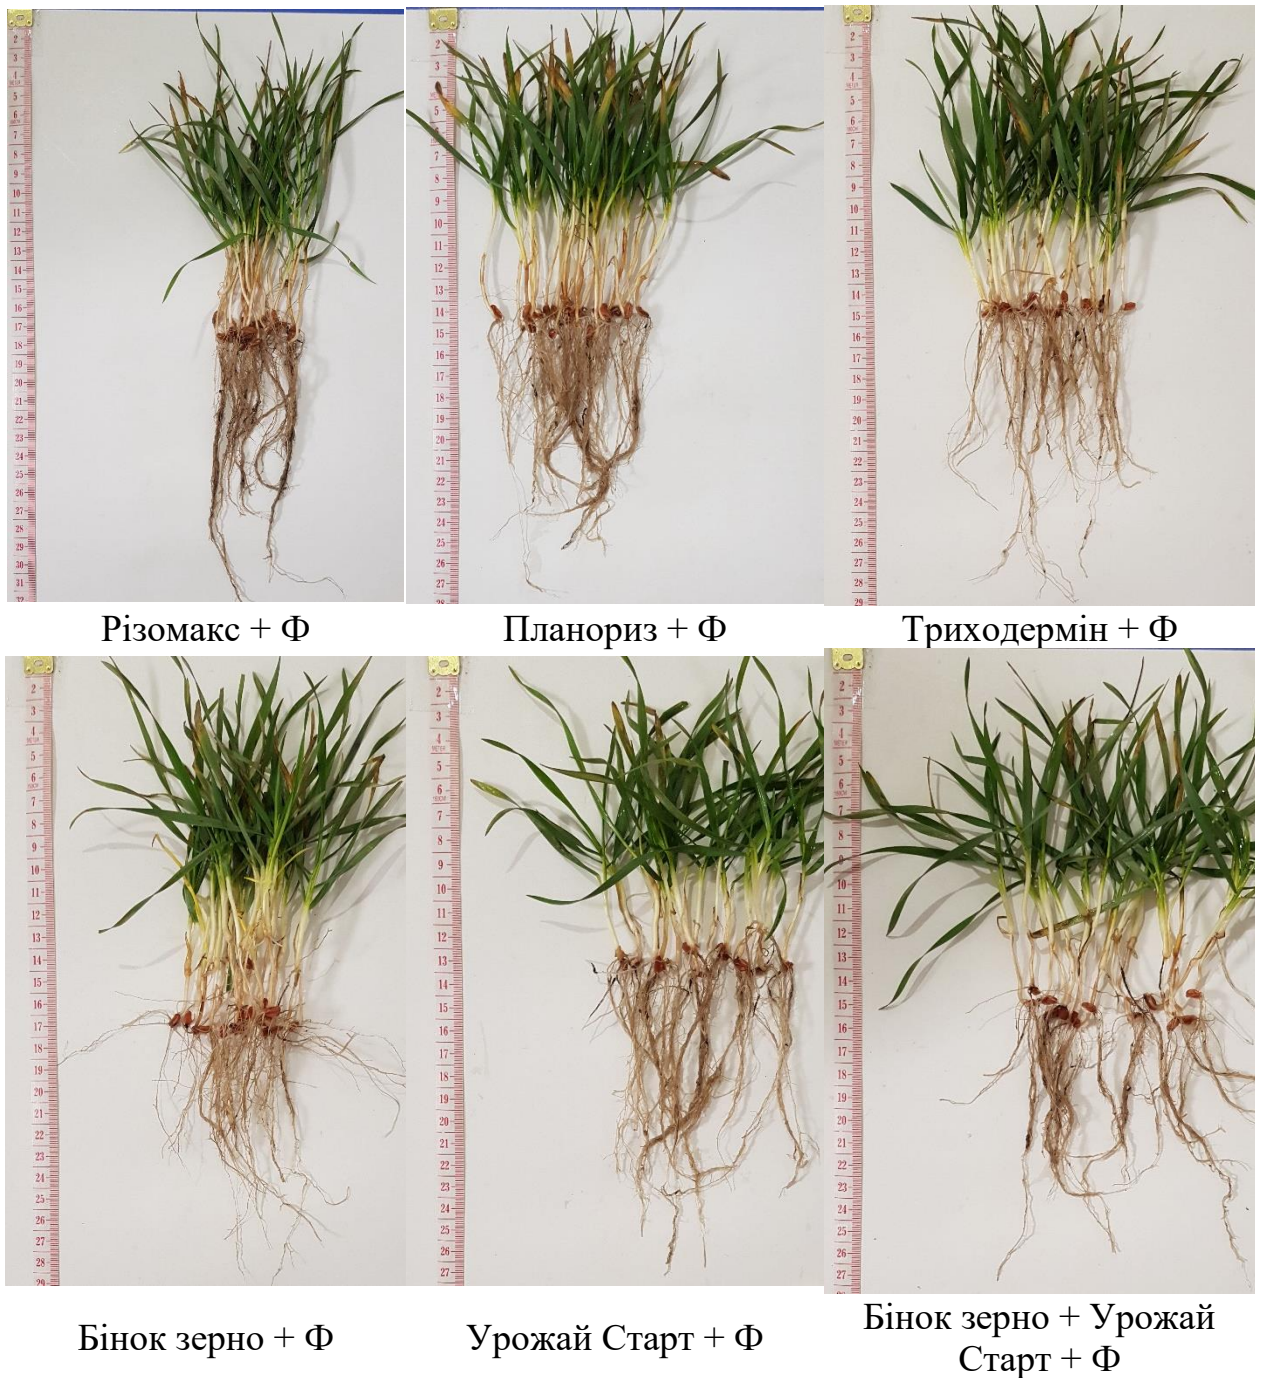 Різомакс + Ф
Планориз + Ф
Триходермін + Ф
Бінок зерно + Ф
Урожай Старт + Ф
Бінок зерно + Урожай
Старт + Ф